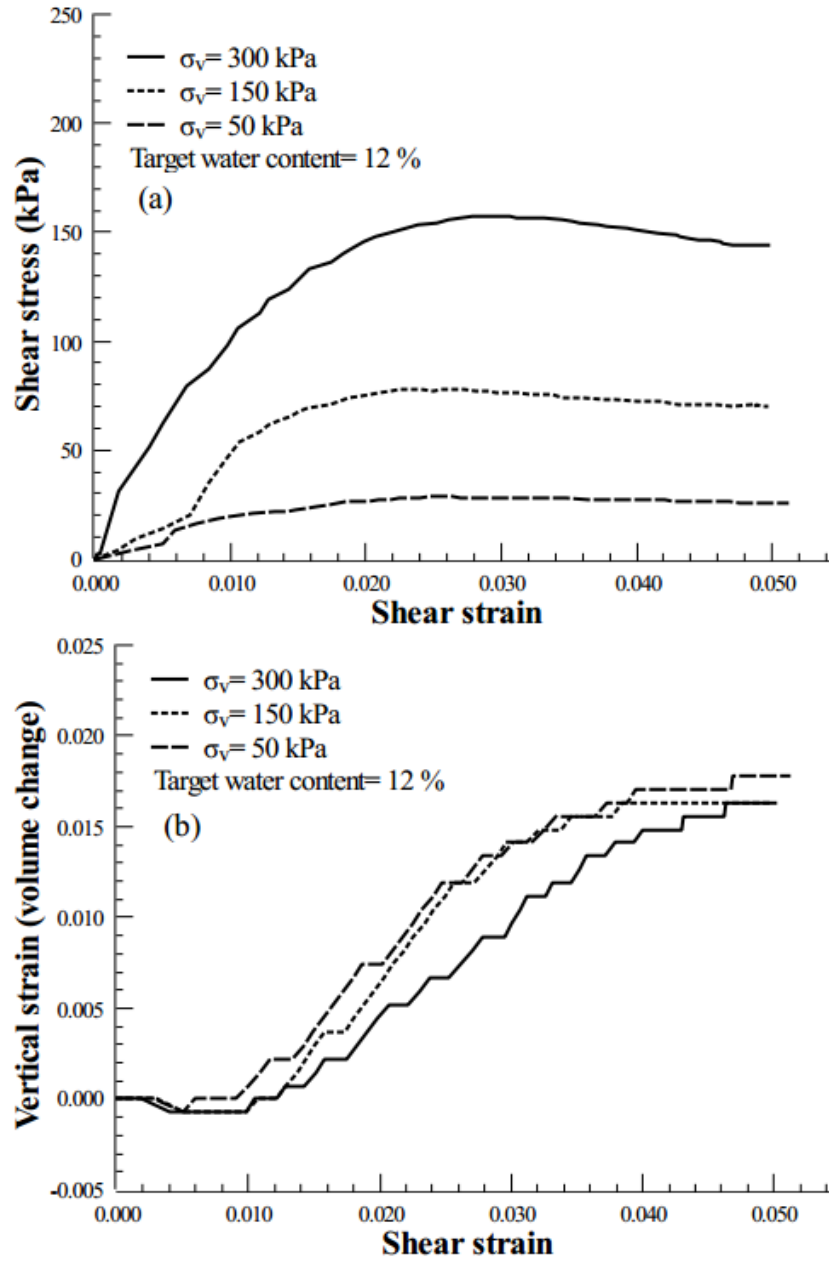 250
200
150
100
50
0
Shear stress (kPa)
σv= 300 kPa
σv= 150 kPa
σv= 50 kPa
Target water content= 12 %
(a)
0.000 0.010 0.020 0.030 0.040 0.050
Shear strain
0.025
0.020
0.015
0.010
0.005
0.000
-0.005
Vertical strain (volume change)
σv= 300 kPa
σv= 150 kPa
σv= 50 kPa
Target water content= 12 %
(b)
0.000 0.010 0.020 0.030 0.040 0.050
Shear strain